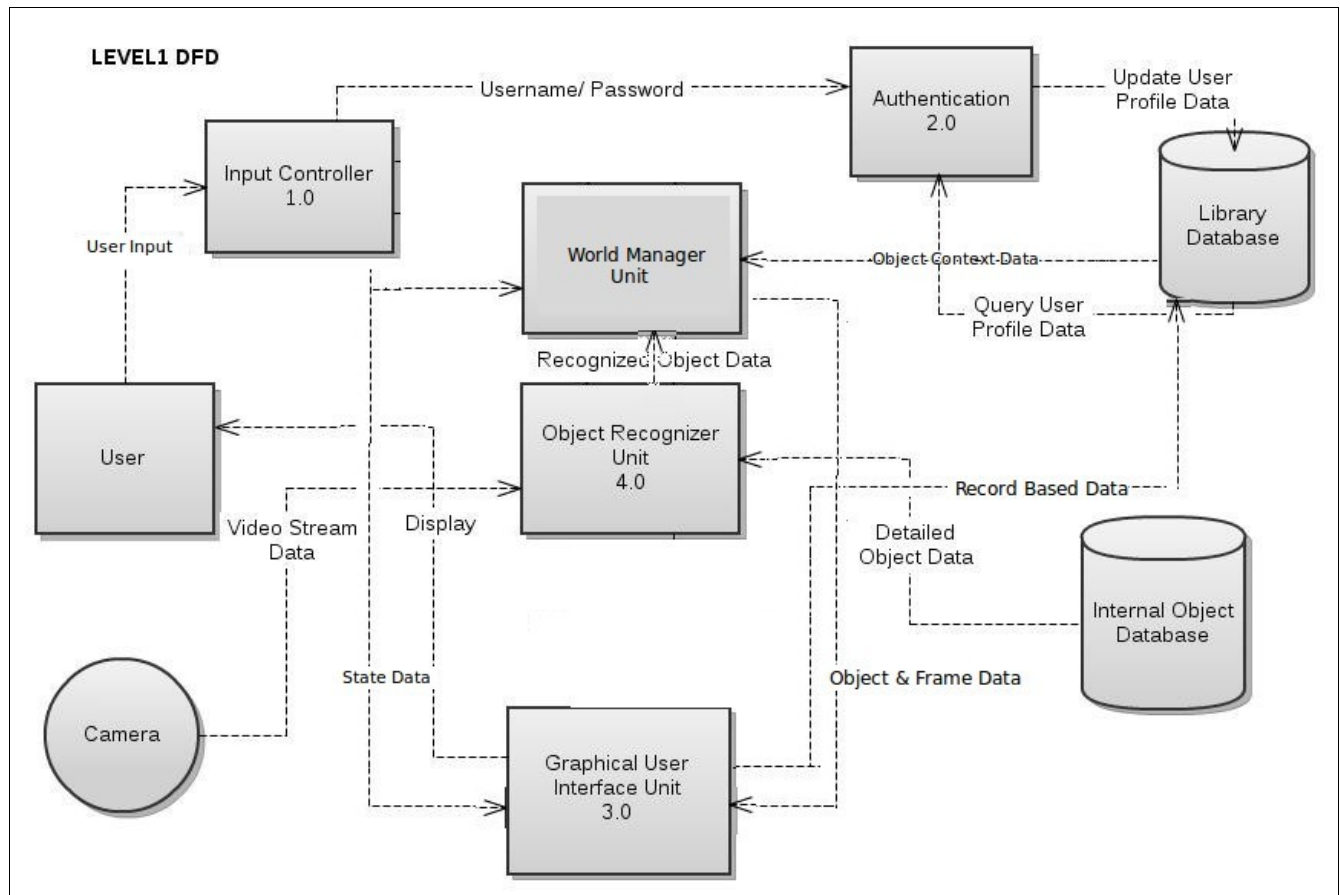 LEVEL1 DFD
Username/ Password
Authentication
2.0
Update User
Profile Data
Input Controller
1.0
User Input
World Manager
Unit
Object Context Data
Library
Database
Query User
Profile Data
Recognized Object Data
User
Object Recognizer
Unit
4.0
Record Based Data
Video Stream
Data
Display
Detailed
Object Data
Internal Object
Database
State Data
Object & Frame Data
Camera
Graphical User
Interface Unit
3.0